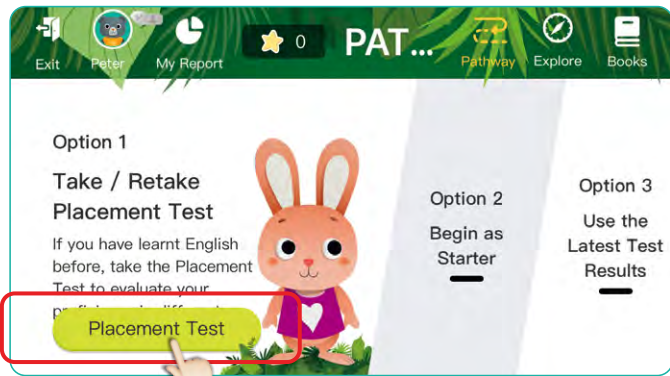 Exit
Peter
My Report
0
PAT...
Pathway
Explore
Books
Option 1
Take / Retake
Placement Test
If you have learnt English
before, take the Placement
Test to evaluate your
Placement Test
Option 2
Begin as
Starter
Option 3
Use the
Latest Test
Results